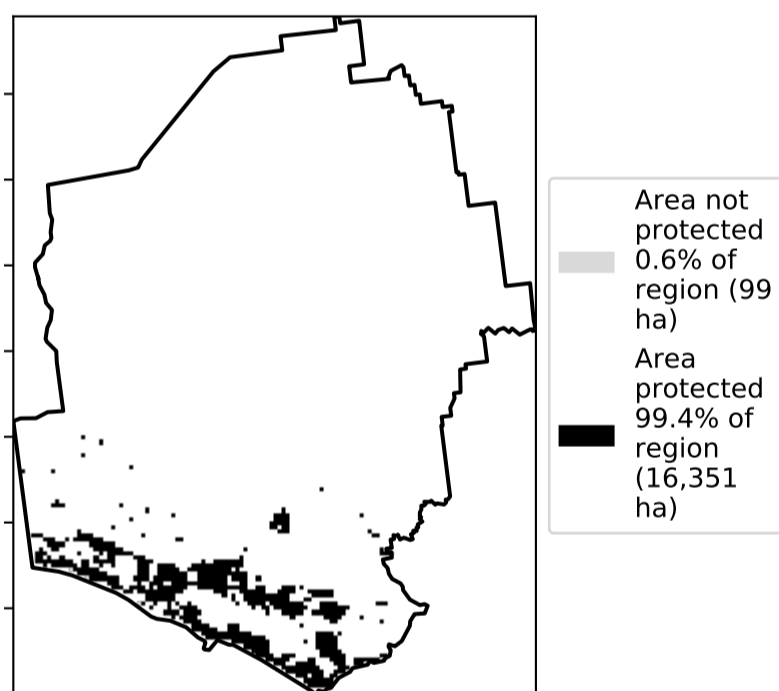 Area not
protected
0.6% of
region (99
ha)
Area
protected
99.4% of
region
(16,351
ha)